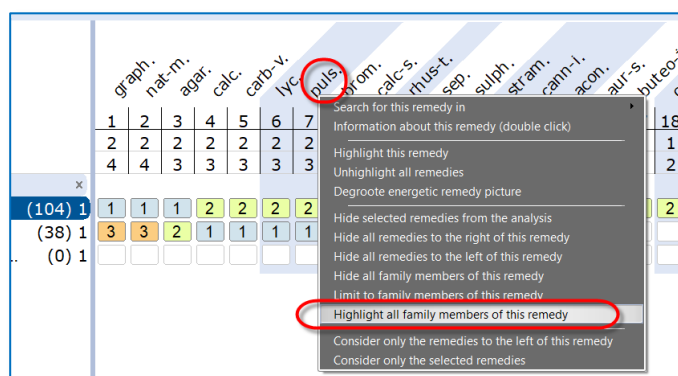 graph. nat-m. agar. calc. carb-v. lyc. puls. brom. calc-s. rhus-t. sep. sulph. stram. cann-i. acon. aur-s. buteo-
1 2 3 4 5 6 7 18
2 2 2 2 2 2 2 1
4 4 3 3 3 3 3 2
x
(104) 1 1 1 1 2 2 2 2 2
(38) 1 3 3 2 1 1 1 1
.. (0) 1
Search for this remedy in
Information about this remedy (double click)
Highlight this remedy
Unhighlight all remedies
Degroote energetic remedy picture
Hide selected remedies from the analysis
Hide all remedies to the right of this remedy
Hide all remedies to the left of this remedy
Hide all family members of this remedy
Limit to family members of this remedy
Highlight all family members of this remedy
Consider only the remedies to the left of this remedy
Consider only the selected remedies